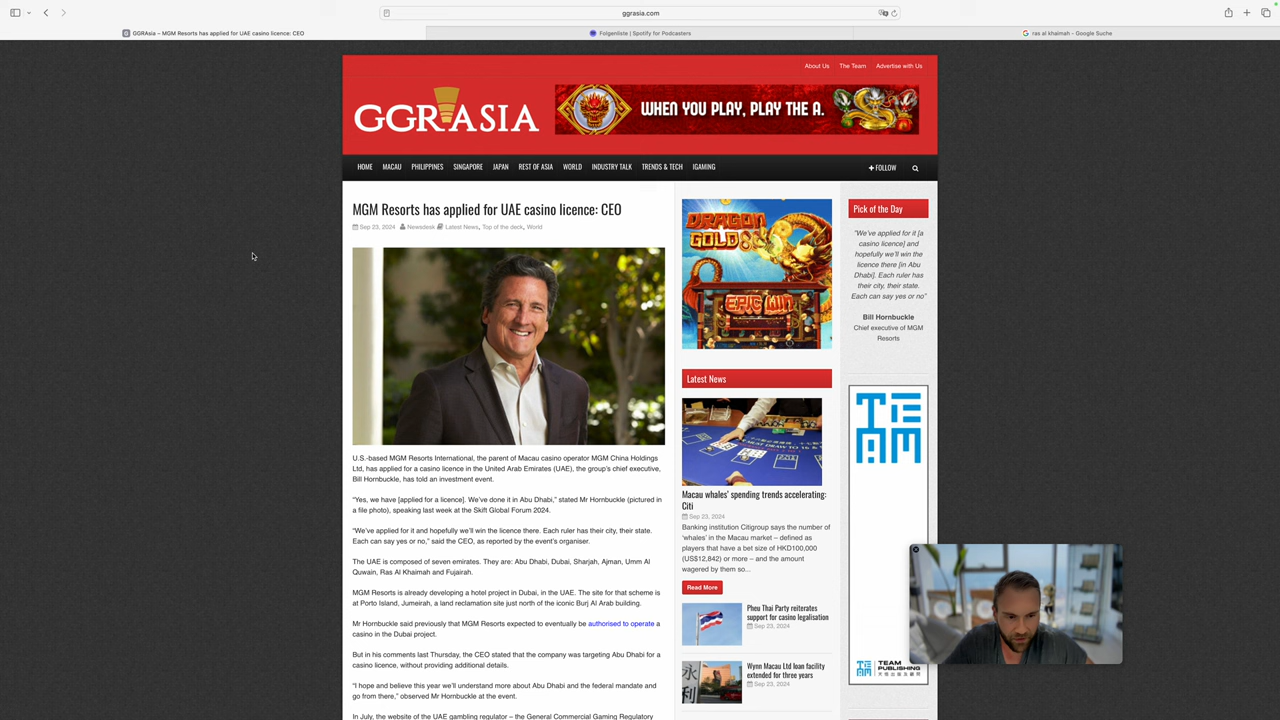 ggrasia.com
GGRAsia – MGM Resorts has applied for UAE casino licence: CEO
Folgenliste | Spotify for Podcasters
ras al khaimah - Google Suche
About Us The Team Advertise with Us
GGRASIA
WHEN YOU PLAY, PLAY THE A.
HOME MACAU PHILIPPINES SINGAPORE JAPAN REST OF ASIA WORLD INDUSTRY TALK TRENDS & TECH IGAMING
+ FOLLOW
MGM Resorts has applied for UAE casino licence: CEO
Sep 23, 2024 Newsdesk Latest News, Top of the deck, World
U.S.-based MGM Resorts International, the parent of Macau casino operator MGM China Holdings
Ltd, has applied for a casino licence in the United Arab Emirates (UAE), the group's chief executive,
Bill Hornbuckle, has told an investment event.
"Yes, we have [applied for a licence]. We've done it in Abu Dhabi," stated Mr Hornbuckle (pictured in
a file photo), speaking last week at the Skift Global Forum 2024.
"We've applied for it and hopefully we'll win the licence there. Each ruler has their city, their state.
Each can say yes or no," said the CEO, as reported by the event's organiser.
The UAE is composed of seven emirates. They are: Abu Dhabi, Dubai, Sharjah, Ajman, Umm Al
Quwain, Ras Al Khaimah and Fujairah.
MGM Resorts is already developing a hotel project in Dubai, in the UAE. The site for that scheme is
at Porto Island, Jumeirah, a land reclamation site just north of the iconic Burj Al Arab building.
Mr Hornbuckle said previously that MGM Resorts expected to eventually be authorised to operate a
casino in the Dubai project.
But in his comments last Thursday, the CEO stated that the company was targeting Abu Dhabi for a
casino licence, without providing additional details.
"I hope and believe this year we'll understand more about Abu Dhabi and the federal mandate and
go from there," observed Mr Hornbuckle at the event.
In July, the website of the UAE gambling regulator – the General Commercial Gaming Regulatory
DRAGON
GOLD 88
EPIC WIN
Latest News
Macau whales' spending trends accelerating:
Citi
Sep 23, 2024
Banking institution Citigroup says the number of
'whales' in the Macau market – defined as
players that have a bet size of HKD100,000
(US$12,842) or more – and the amount
wagered by them so...
Read More
Pheu Thai Party reiterates
support for casino legalisation
Sep 23, 2024
Wynn Macau Ltd loan facility
extended for three years
Sep 23, 2024
Pick of the Day
"We've applied for it [a
casino licence] and
hopefully we'll win the
licence there [in Abu
Dhabi]. Each ruler has
their city, their state.
Each can say yes or no"
Bill Hornbuckle
Chief executive of MGM
Resorts
TEAM
TEAM
PUBLISHING